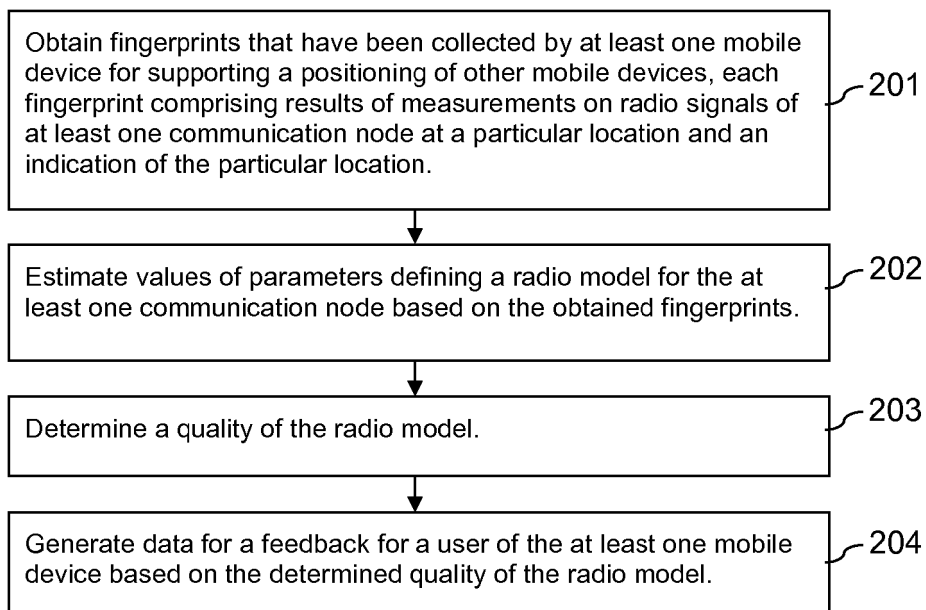 Obtain fingerprints that have been collected by at least one mobile
device for supporting a positioning of other mobile devices, each
fingerprint comprising results of measurements on radio signals of
at least one communication node at a particular location and an
indication of the particular location.
201
Estimate values of parameters defining a radio model for the at
least one communication node based on the obtained fingerprints.
202
Determine a quality of the radio model.
203
Generate data for a feedback for a user of the at least one mobile
device based on the determined quality of the radio model.
204